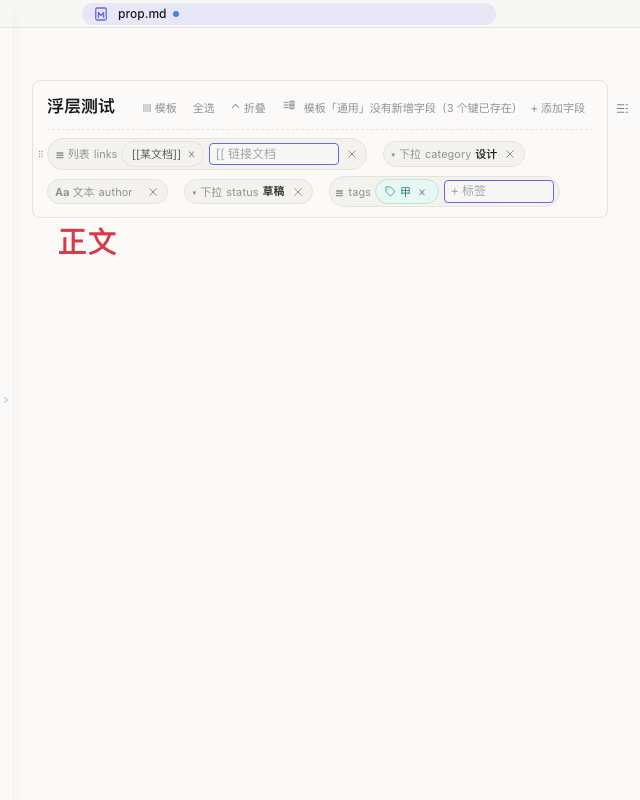 prop.md
浮层测试 模板 全选 折叠 模板「通用」没有新增字段（3 个键已存在） + 添加字段
列表 links [[某文档]] × [[ 链接文档 × 下拉 category 设计 ×
Aa 文本 author × 下拉 status 草稿 × tags 甲 × + 标签
正文